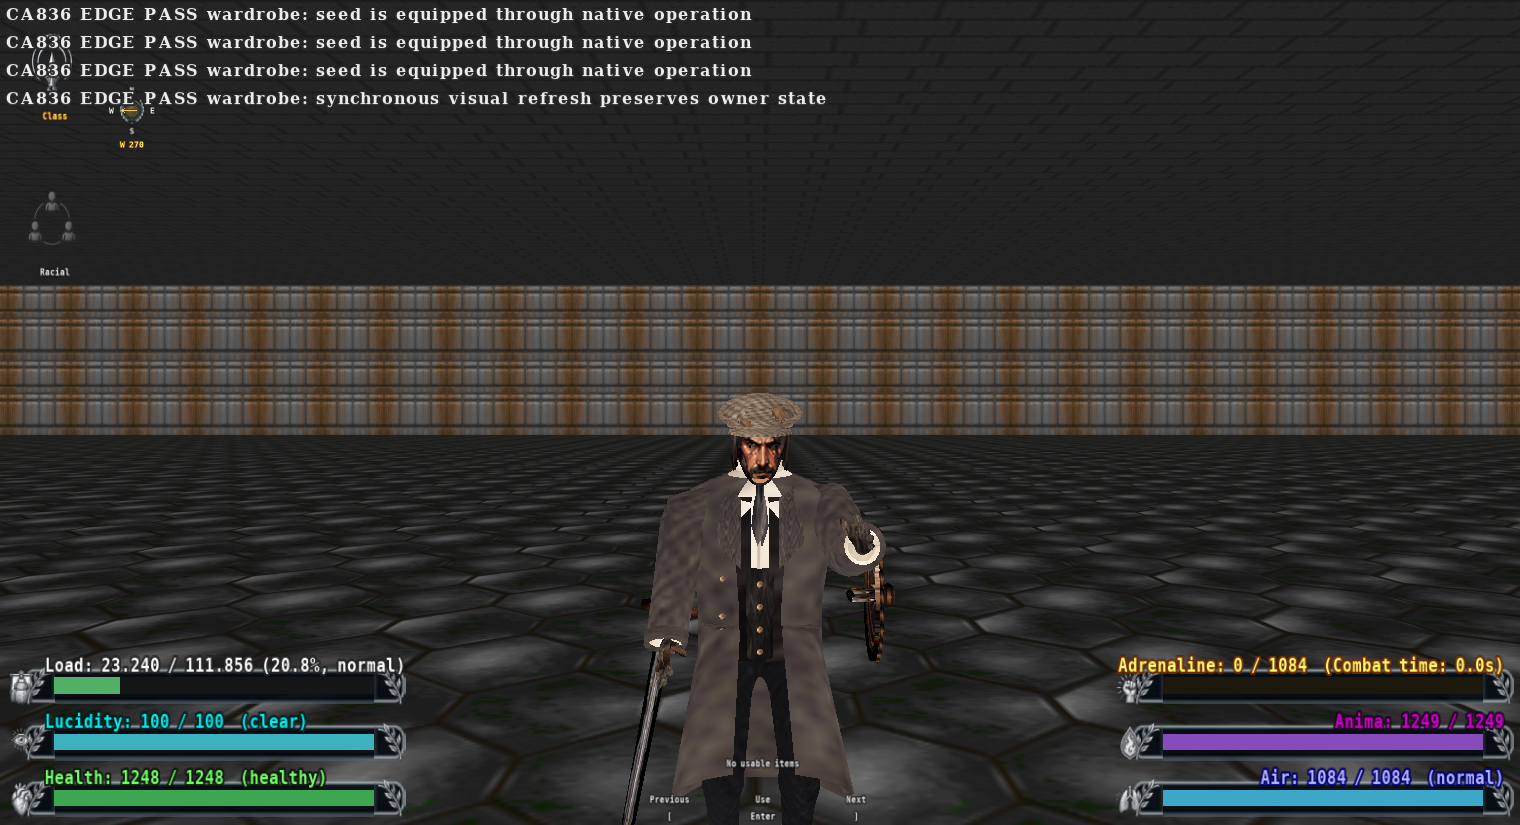 CA836 EDGE PASS wardrobe: seed is equipped through native operation
CA836 EDGE PASS wardrobe: seed is equipped through native operation
CA836 EDGE PASS wardrobe: seed is equipped through native operation
CA836 EDGE PASS wardrobe: synchronous visual refresh preserves owner state
Class
W E
S
W 270
Racial
Load: 23.240 / 111.856 (20.8%, normal)
Lucidity: 100 / 100 (clear)
Health: 1248 / 1248 (healthy)
Adrenaline: 0 / 1084 (Combat time: 0.0s)
Anima: 1249 / 1249
Air: 1084 / 1084 (normal)
No usable items
Previous Use Next
[ Enter ]